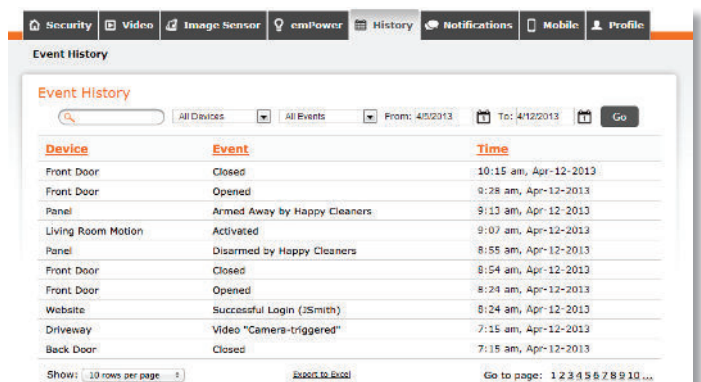 Security Video Image Sensor emPower History Notifications Mobile Profile
Event History
Event History
All Devices All Events From: 4/5/2013 To: 4/12/2013 Go
Device Event Time
Front Door Closed 10:15 am, Apr-12-2013
Front Door Opened 9:28 am, Apr-12-2013
Panel Armed Away by Happy Cleaners 9:13 am, Apr-12-2013
Living Room Motion Activated 9:07 am, Apr-12-2013
Panel Disarmed by Happy Cleaners 8:55 am, Apr-12-2013
Front Door Closed 8:54 am, Apr-12-2013
Front Door Opened 8:24 am, Apr-12-2013
Website Successful Login (JSmith) 8:24 am, Apr-12-2013
Driveway Video "Camera-triggered" 7:15 am, Apr-12-2013
Back Door Closed 7:15 am, Apr-12-2013
Show: 10 rows per page Export to Excel Go to page: 1 2 3 4 5 6 7 8 9 10 ...